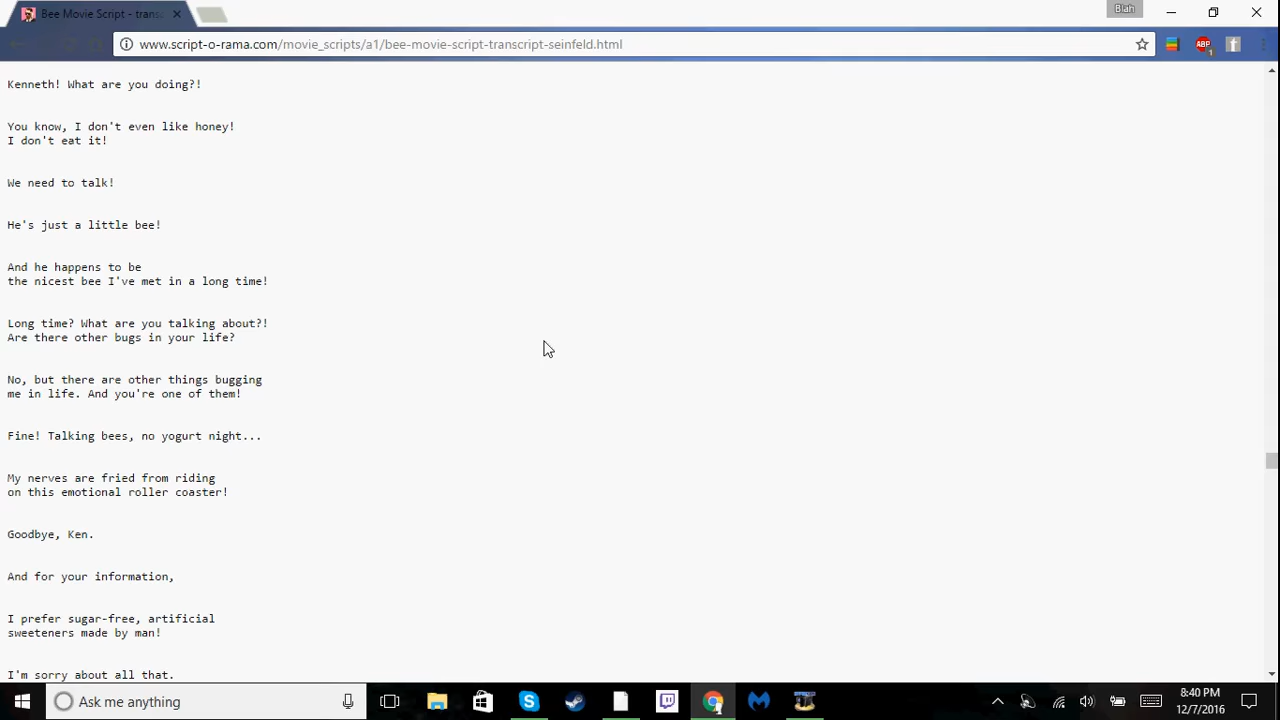 Bee Movie Script - trans
Blah
www.script-o-rama.com/movie_scripts/a1/bee-movie-script-transcript-seinfeld.html
ABP
1
Kenneth! What are you doing?!
You know, I don't even like honey!
I don't eat it!
We need to talk!
He's just a little bee!
And he happens to be
the nicest bee I've met in a long time!
Long time? What are you talking about?!
Are there other bugs in your life?
No, but there are other things bugging
me in life. And you're one of them!
Fine! Talking bees, no yogurt night...
My nerves are fried from riding
on this emotional roller coaster!
Goodbye, Ken.
And for your information,
I prefer sugar-free, artificial
sweeteners made by man!
I'm sorry about all that.
Ask me anything
8:40 PM
12/7/2016